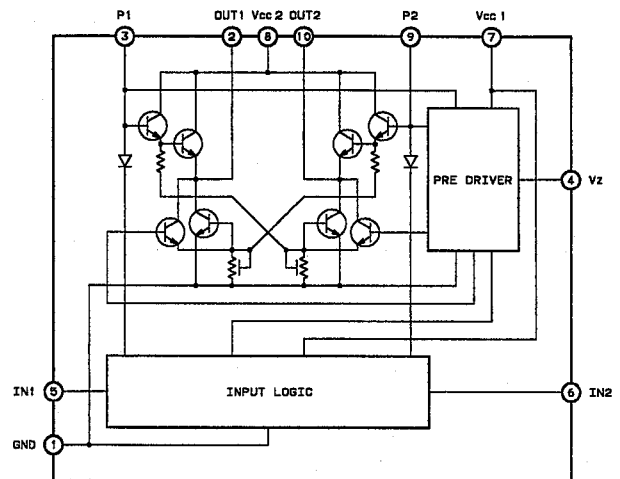 P1 OUT1 Vcc 2 OUT2 P2 Vcc 1
3 2 8 10 9 7
PRE DRIVER 4 Vz
IN1 5 INPUT LOGIC 6 IN2
GND 1